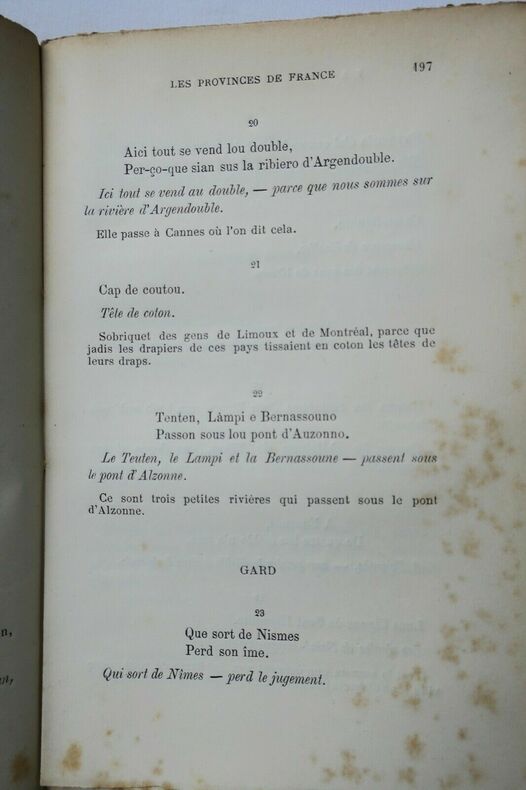 LES PROVINCES DE FRANCE
197
20
Aici tout se vend lou double,
Per-ço-que sian sus la ribiero d'Argendouble.
Ici tout se vend au double, — parce que nous sommes sur
la rivière d'Argendouble.
Elle passe à Cannes où l'on dit cela.
21
Cap de coutou.
Tête de coton.
Sobriquet des gens de Limoux et de Montréal, parce que
jadis les drapiers de ces pays tissaient en coton les têtes de
leurs draps.
22
Tenten, Làmpi e Bernassouno
Passon sous lou pont d'Auzonno.
Le Tenten, le Lampi et la Bernassoune — passent sous
le pont d'Alzonne.
Ce sont trois petites rivières qui passent sous le pont
d'Alzonne.
GARD
23
Que sort de Nismes
Perd son îme.
Qui sort de Nîmes — perd le jugement.
n,